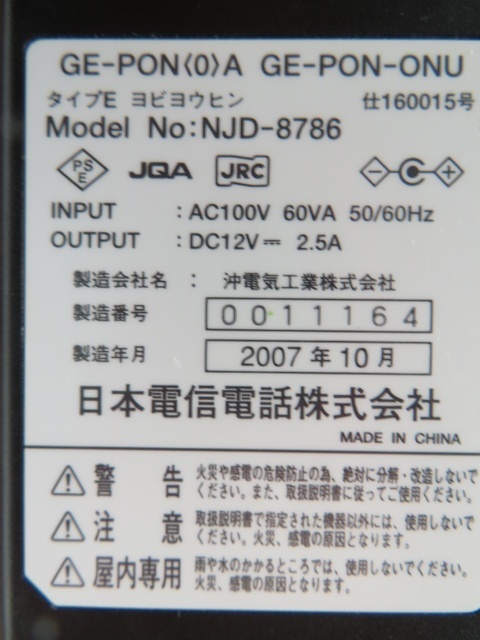 GE-PON⟨O⟩A GE-PON-ONU
タイプE ヨビヨウヒン 仕160015号
Model No:NJD-8786
PS E JQA JRC
INPUT :AC100V 60VA 50/60Hz
OUTPUT :DC12V⎓ 2.5A
製造会社名 : 沖電気工業株式会社
製造番号 0011164
製造年月 2007年10月
日本電信電話株式会社
MADE IN CHINA
警告 火災や感電の危険防止の為、絶対に分解・改造しないで
ください。また、取扱説明書に従ってご使用ください。
注意 取扱説明書で指定された機器以外には、使用しないで
ください。火災、感電の原因となります。
屋内専用 雨や水のかかるところでは、使用しないでください。
火災、感電の原因となります。